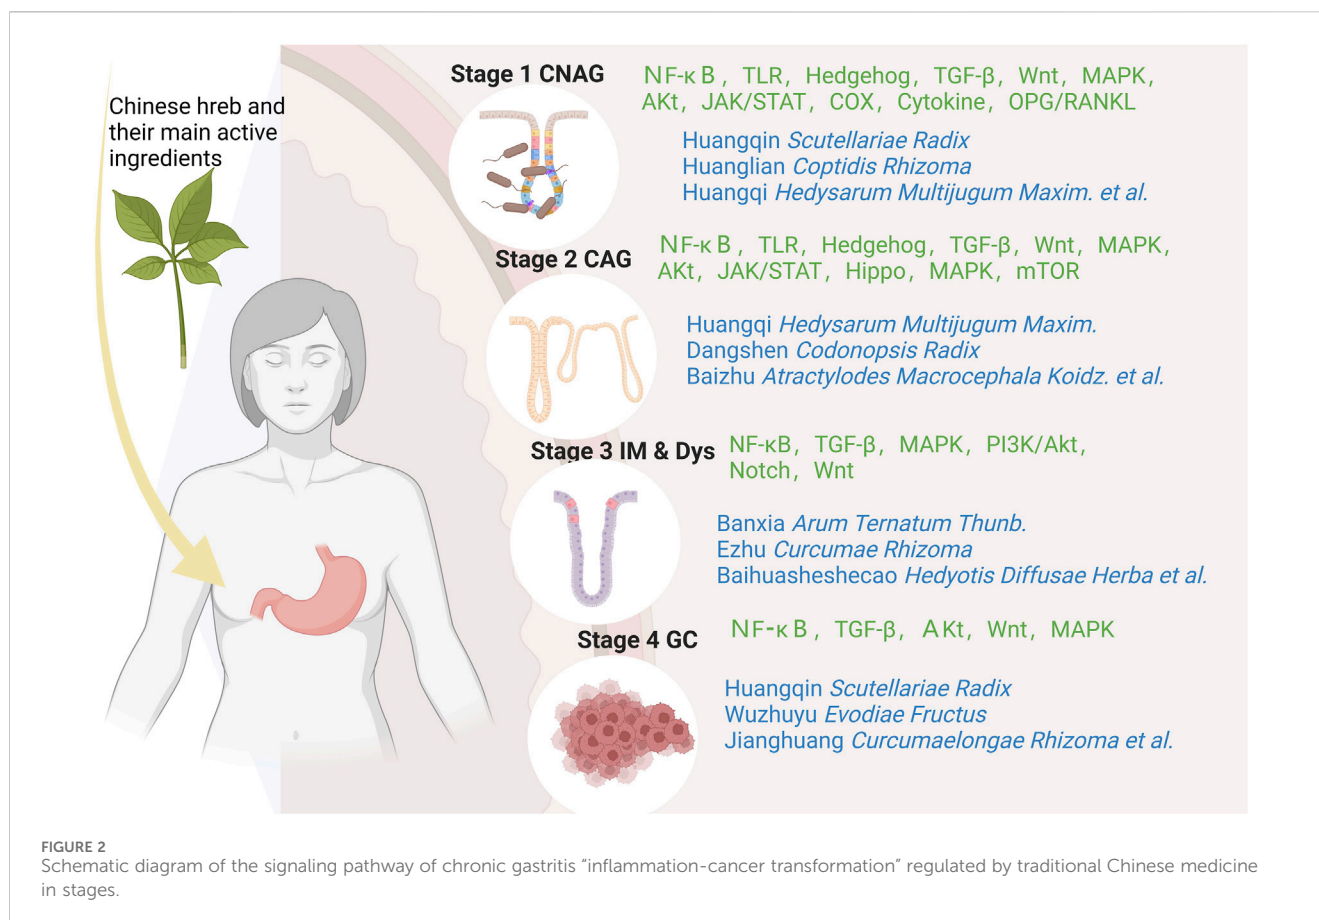 Chinese hreb and
their main active
ingredients
Stage 1 CNAG
NF-κB, TLR, Hedgehog, TGF-β, Wnt, MAPK,
AKt, JAK/STAT, COX, Cytokine, OPG/RANKL
Huangqin Scutellariae Radix
Huanglian Coptidis Rhizoma
Huangqi Hedysarum Multijugum Maxim. et al.
Stage 2 CAG
NF-κB, TLR, Hedgehog, TGF-β, Wnt, MAPK,
AKt, JAK/STAT, Hippo, MAPK, mTOR
Huangqi Hedysarum Multijugum Maxim.
Dangshen Codonopsis Radix
Baizhu Atractylodes Macrocephala Koidz. et al.
Stage 3 IM & Dys
NF-κB, TGF-β, MAPK, PI3K/Akt,
Notch, Wnt
Banxia Arum Ternatum Thunb.
Ezhu Curcumae Rhizoma
Baihuasheshecao Hedyotis Diffusae Herba et al.
Stage 4 GC
NF-κB, TGF-β, AKt, Wnt, MAPK
Huangqin Scutellariae Radix
Wuzhuyu Evodiae Fructus
Jianghuang Curcumaelongae Rhizoma et al.
FIGURE 2
Schematic diagram of the signaling pathway of chronic gastritis “inflammation-cancer transformation” regulated by traditional Chinese medicine
in stages.